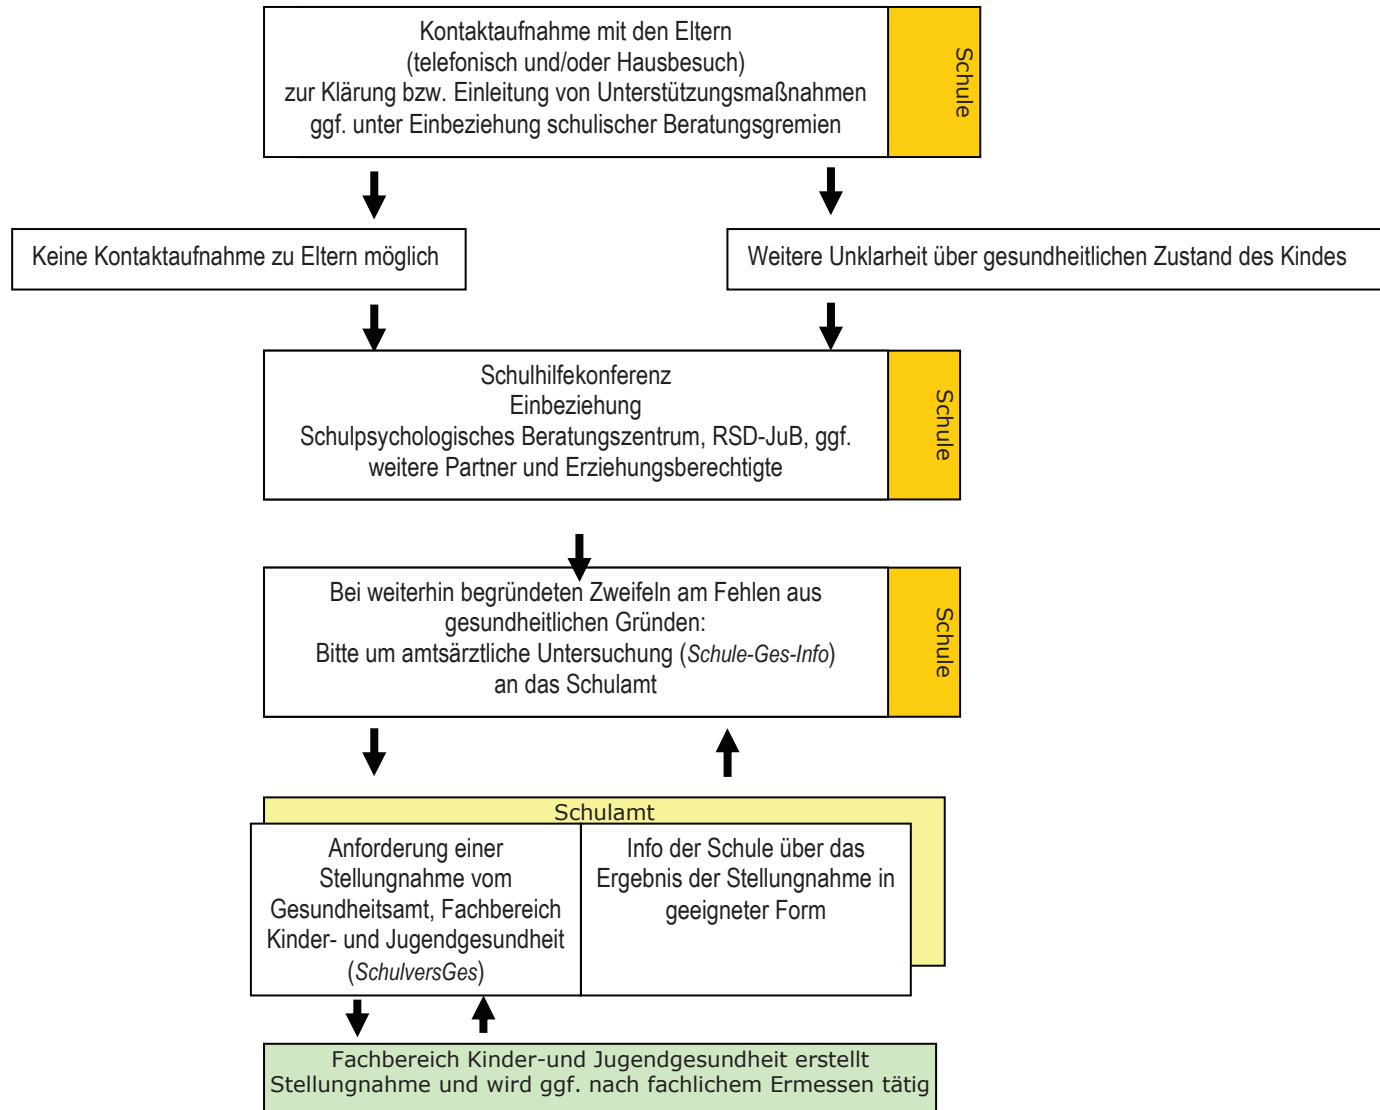 Kontaktaufnahme mit den Eltern
(telefonisch und/oder Hausbesuch)
zur Klärung bzw. Einleitung von Unterstützungsmaßnahmen
ggf. unter Einbeziehung schulischer Beratungsgremien
Schule
Keine Kontaktaufnahme zu Eltern möglich
Weitere Unklarheit über gesundheitlichen Zustand des Kindes
Schulhilfekonferenz
Einbeziehung
Schulpsychologisches Beratungszentrum, RSD-JuB, ggf.
weitere Partner und Erziehungsberechtigte
Schule
Bei weiterhin begründeten Zweifeln am Fehlen aus
gesundheitlichen Gründen:
Bitte um amtsärztliche Untersuchung (Schule-Ges-Info)
an das Schulamt
Schule
Schulamt
Anforderung einer
Stellungnahme vom
Gesundheitsamt, Fachbereich
Kinder- und Jugendgesundheit
(SchulversGes)
Info der Schule über das
Ergebnis der Stellungnahme in
geeigneter Form
Fachbereich Kinder-und Jugendgesundheit erstellt
Stellungnahme und wird ggf. nach fachlichem Ermessen tätig